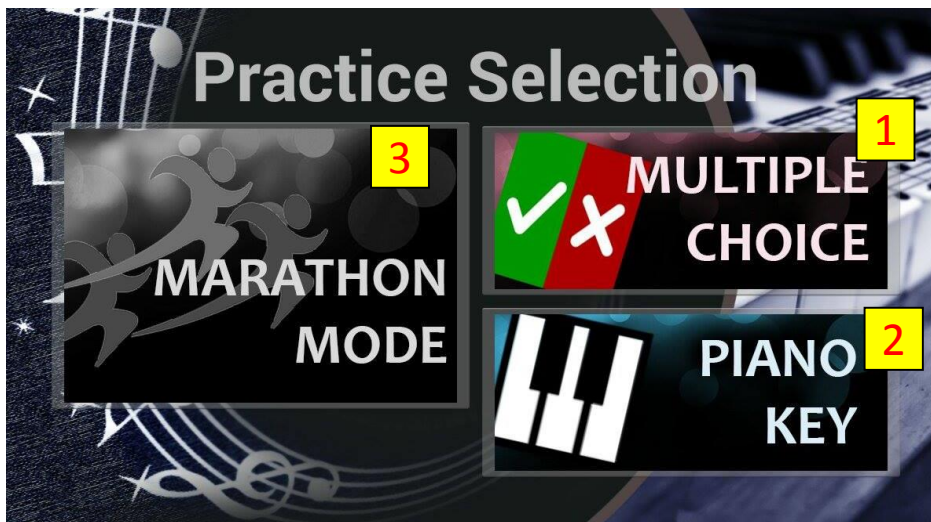 Practice Selection
3
MARATHON
MODE
1
MULTIPLE
CHOICE
2
PIANO
KEY